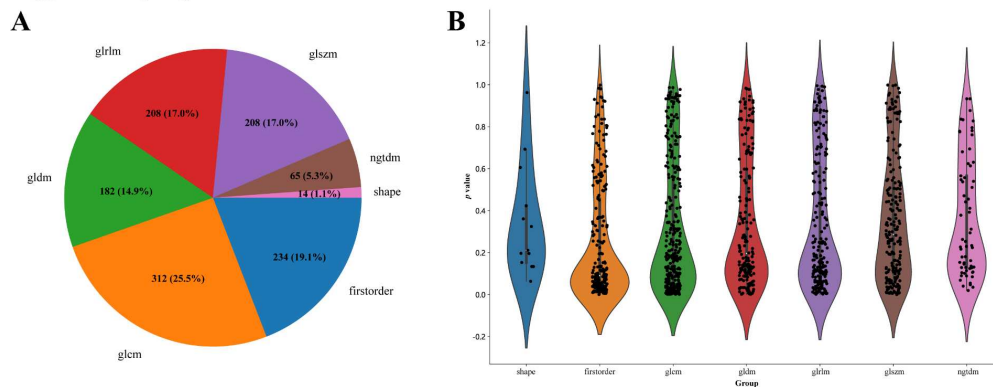 A
glrlm
glszm
208 (17.0%)
208 (17.0%)
ngtdm
65 (5.3%)
gldm
182 (14.9%)
14 (1.1%)
shape
234 (19.1%)
312 (25.5%)
firstorder
glcm
B
1.2
1.0
0.8
0.6
0.4
0.2
0.0
-0.2
p value
shape
firstorder
glcm
gldm
glrlm
glszm
ngtdm
Group